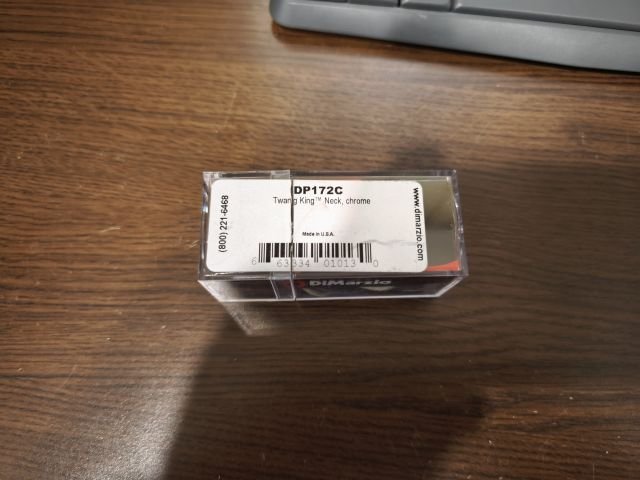 DP172C
Twang King™ Neck, chrome
(800) 221-6468
www.dimarzio.com
Made in U.S.A.
6 63334 01013 0
DiMarzio